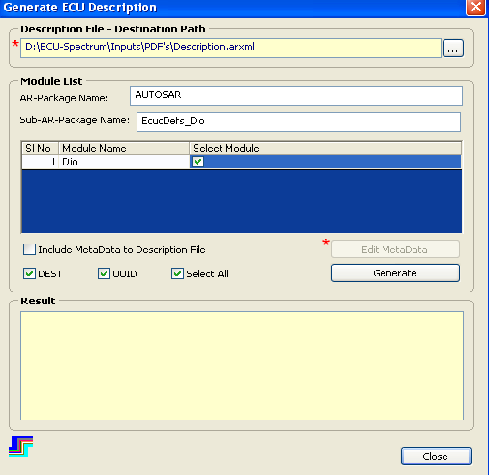 Generate ECU Description
Description File - Destination Path
* D:\ECU-Spectrum\Inputs\PDF's\Description.arxml ...
Module List
AR-Package Name: AUTOSAR
Sub-AR-Package Name: EcucDefs_Dio
Sl No Module Name Select Module
1 Dio
Include MetaData to Description File * Edit MetaData
DEST UUID Select All Generate
Result
Close